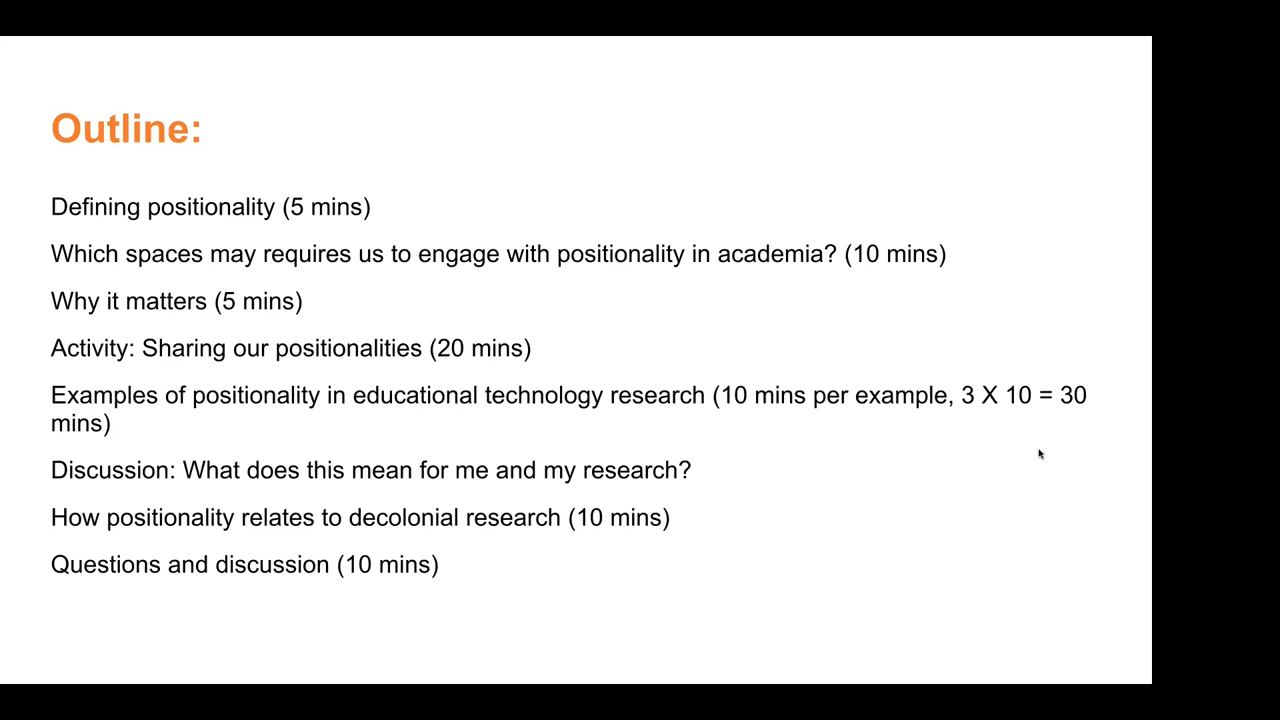 Outline:
Defining positionality (5 mins)
Which spaces may requires us to engage with positionality in academia? (10 mins)
Why it matters (5 mins)
Activity: Sharing our positionalities (20 mins)
Examples of positionality in educational technology research (10 mins per example, 3 X 10 = 30
mins)
Discussion: What does this mean for me and my research?
How positionality relates to decolonial research (10 mins)
Questions and discussion (10 mins)